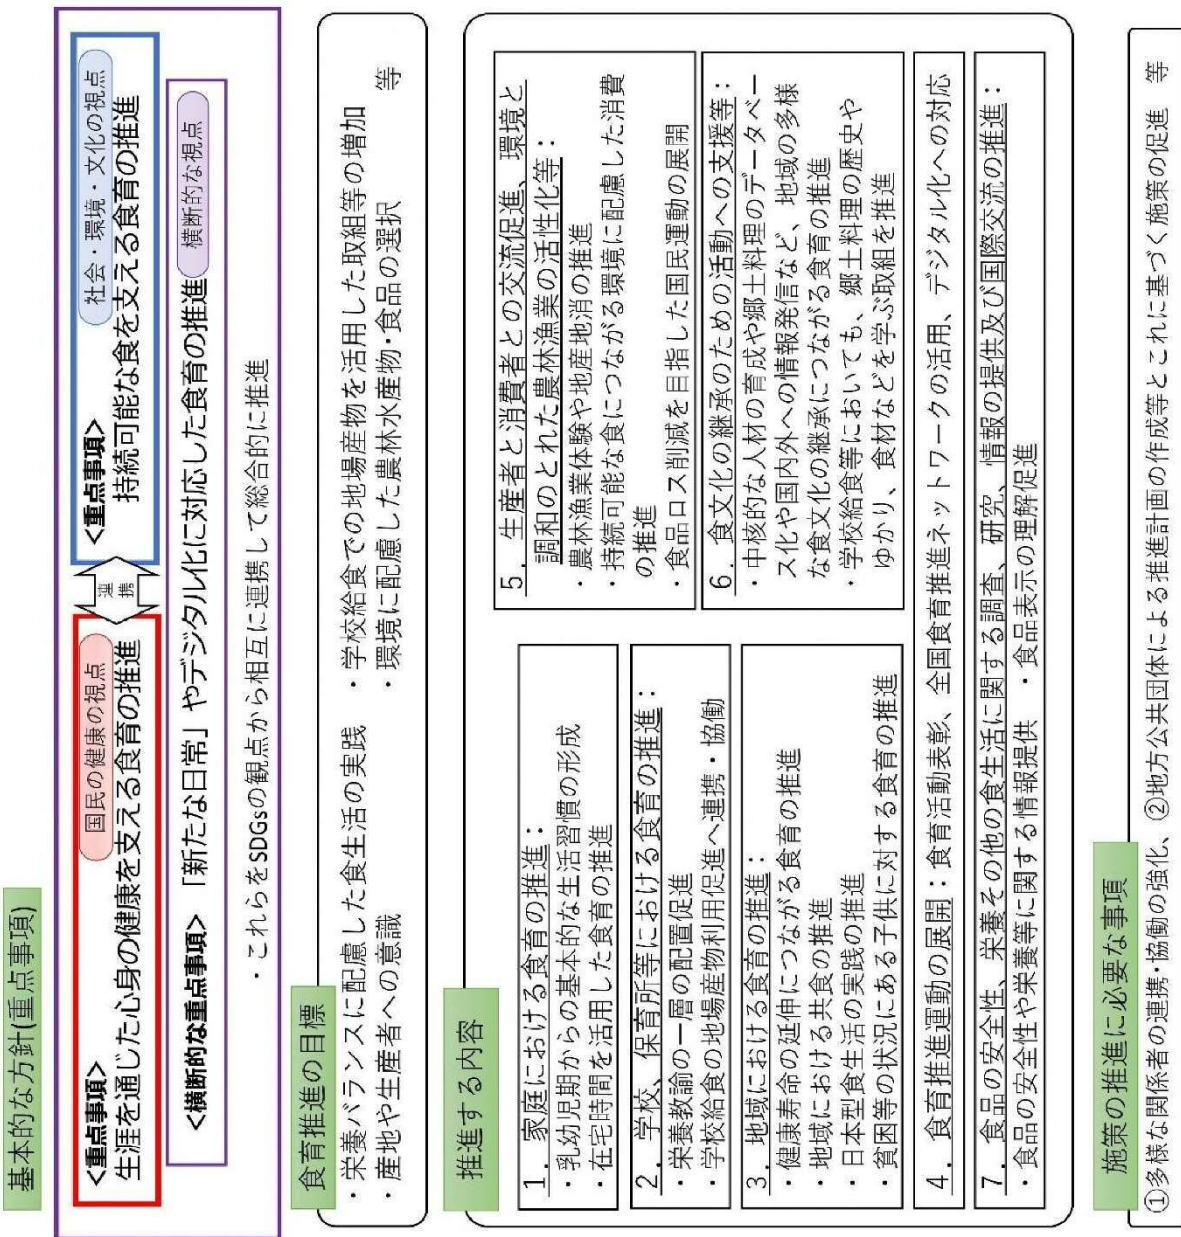 基本的な方針(重点事項)
<重点事項>
国民の健康の視点
生涯を通じた心身の健康を支える食育の推進
連携
<重点事項>
社会・環境・文化の視点
持続可能な食を支える食育の推進
<横断的な重点事項>
横断的な視点
「新たな日常」やデジタル化に対応した食育の推進
・これらをSDGsの観点から相互に連携して総合的に推進
食育推進の目標
・栄養バランスに配慮した食生活の実践
・産地や生産者への意識
・学校給食での地場産物を活用した取組等の増加
・環境に配慮した農林水産物・食品の選択 等
推進する内容
1．家庭における食育の推進：
・乳幼児期からの基本的な生活習慣の形成
・在宅時間を活用した食育の推進
2．学校、保育所等における食育の推進：
・栄養教諭の一層の配置促進
・学校給食の地場産物利用促進へ連携・協働
3．地域における食育の推進：
・健康寿命の延伸につながる食育の推進
・地域における共食の推進
・日本型食生活の実践の推進
・貧困等の状況にある子供に対する食育の推進
4．食育推進運動の展開：食育活動表彰、全国食育推進ネットワークの活用、デジタル化への対応
5．生産者と消費者との交流促進、環境と
調和のとれた農林漁業の活性化等：
・農林漁業体験や地産地消の推進
・持続可能な食につながる環境に配慮した消費
の推進
・食品ロス削減を目指した国民運動の展開
6．食文化の継承のための活動への支援等：
・中核的な人材の育成や郷土料理のデータベー
ス化や国内外への情報発信など、地域の多様
な食文化の継承につながる食育の推進
・学校給食等においても、郷土料理の歴史や
ゆかり、食材などを学ぶ取組を推進
7．食品の安全性、栄養その他の食生活に関する調査、研究、情報の提供及び国際交流の推進：
・食品の安全性や栄養等に関する情報提供 ・食品表示の理解促進
施策の推進に必要な事項
①多様な関係者の連携・協働の強化、②地方公共団体による推進計画の作成等とこれに基づく施策の促進 等